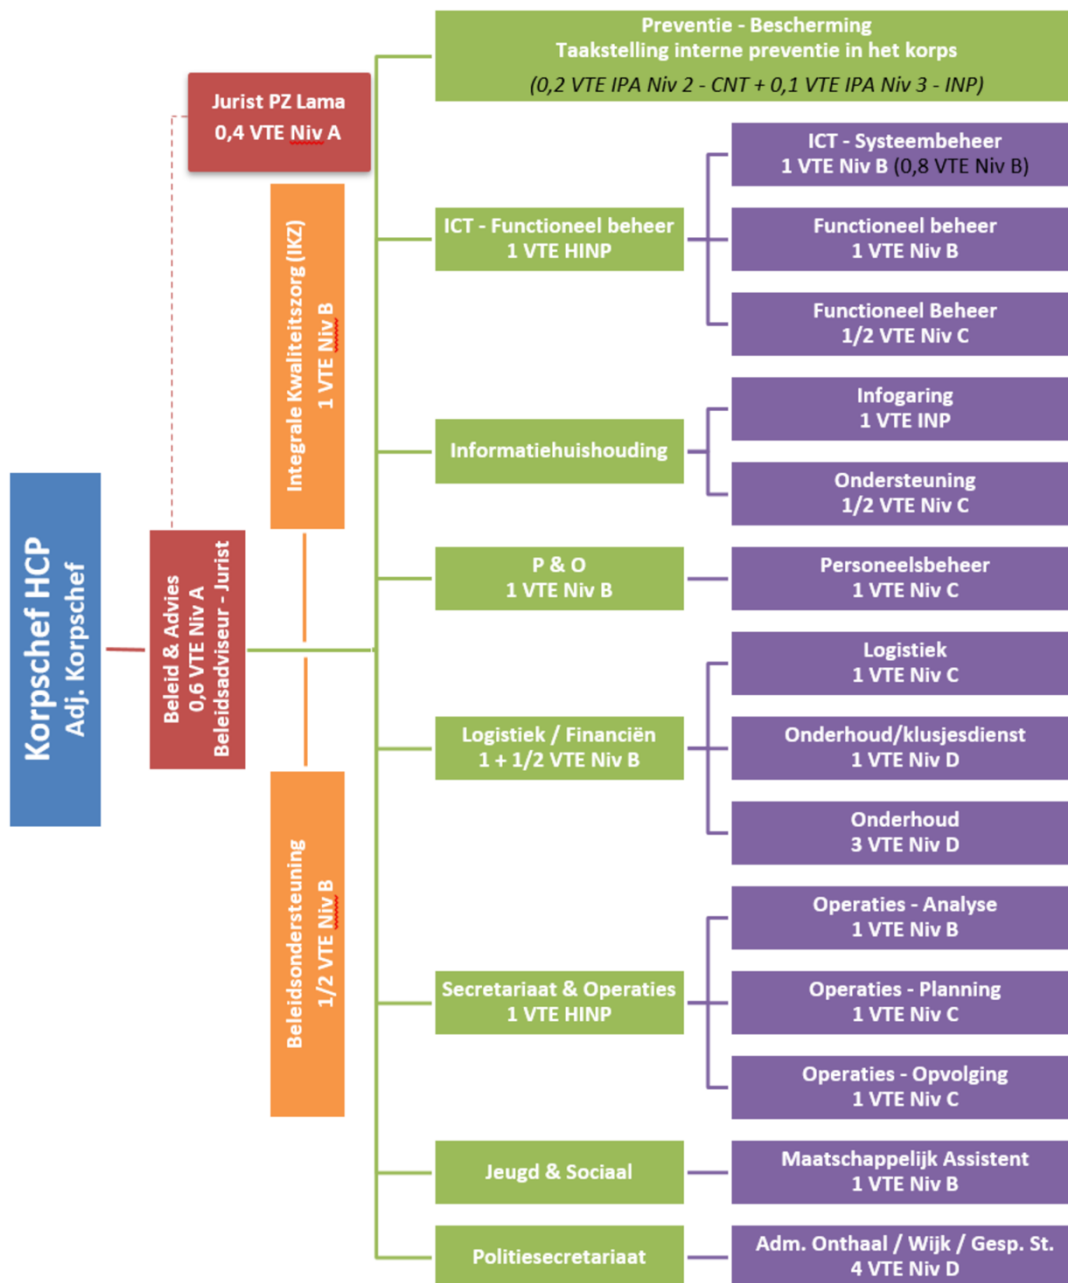 Korpschef HCP
Adj. Korpschef
Beleid & Advies
0,6 VTE Niv A
Beleidsadviseur - Jurist
Jurist PZ Lama
0,4 VTE Niv A
Integrale Kwaliteitszorg (IKZ)
1 VTE Niv B
Beleidsondersteuning
1/2 VTE Niv B
Preventie - Bescherming
Taakstelling interne preventie in het korps
(0,2 VTE IPA Niv 2 - CNT + 0,1 VTE IPA Niv 3 - INP)
ICT - Functioneel beheer
1 VTE HINP
ICT - Systeembeheer
1 VTE Niv B (0,8 VTE Niv B)
Functioneel beheer
1 VTE Niv B
Functioneel Beheer
1/2 VTE Niv C
Informatiehuishouding
Infogaring
1 VTE INP
Ondersteuning
1/2 VTE Niv C
P & O
1 VTE Niv B
Personeelsbeheer
1 VTE Niv C
Logistiek / Financiën
1 + 1/2 VTE Niv B
Logistiek
1 VTE Niv C
Onderhoud/klusjesdienst
1 VTE Niv D
Onderhoud
3 VTE Niv D
Secretariaat & Operaties
1 VTE HINP
Operaties - Analyse
1 VTE Niv B
Operaties - Planning
1 VTE Niv C
Operaties - Opvolging
1 VTE Niv C
Jeugd & Sociaal
Maatschappelijk Assistent
1 VTE Niv B
Politiesecretariaat
Adm. Onthaal / Wijk / Gesp. St.
4 VTE Niv D